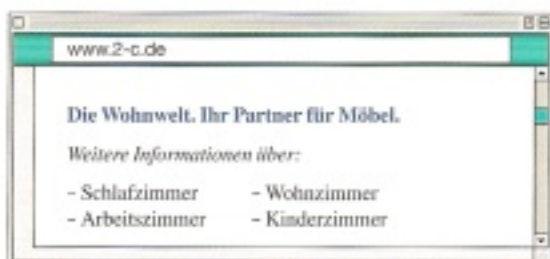 www.2-c.de
Die Wohnwelt. Ihr Partner für Möbel.
Weitere Informationen über:
– Schlafzimmer – Wohnzimmer
– Arbeitszimmer – Kinderzimmer